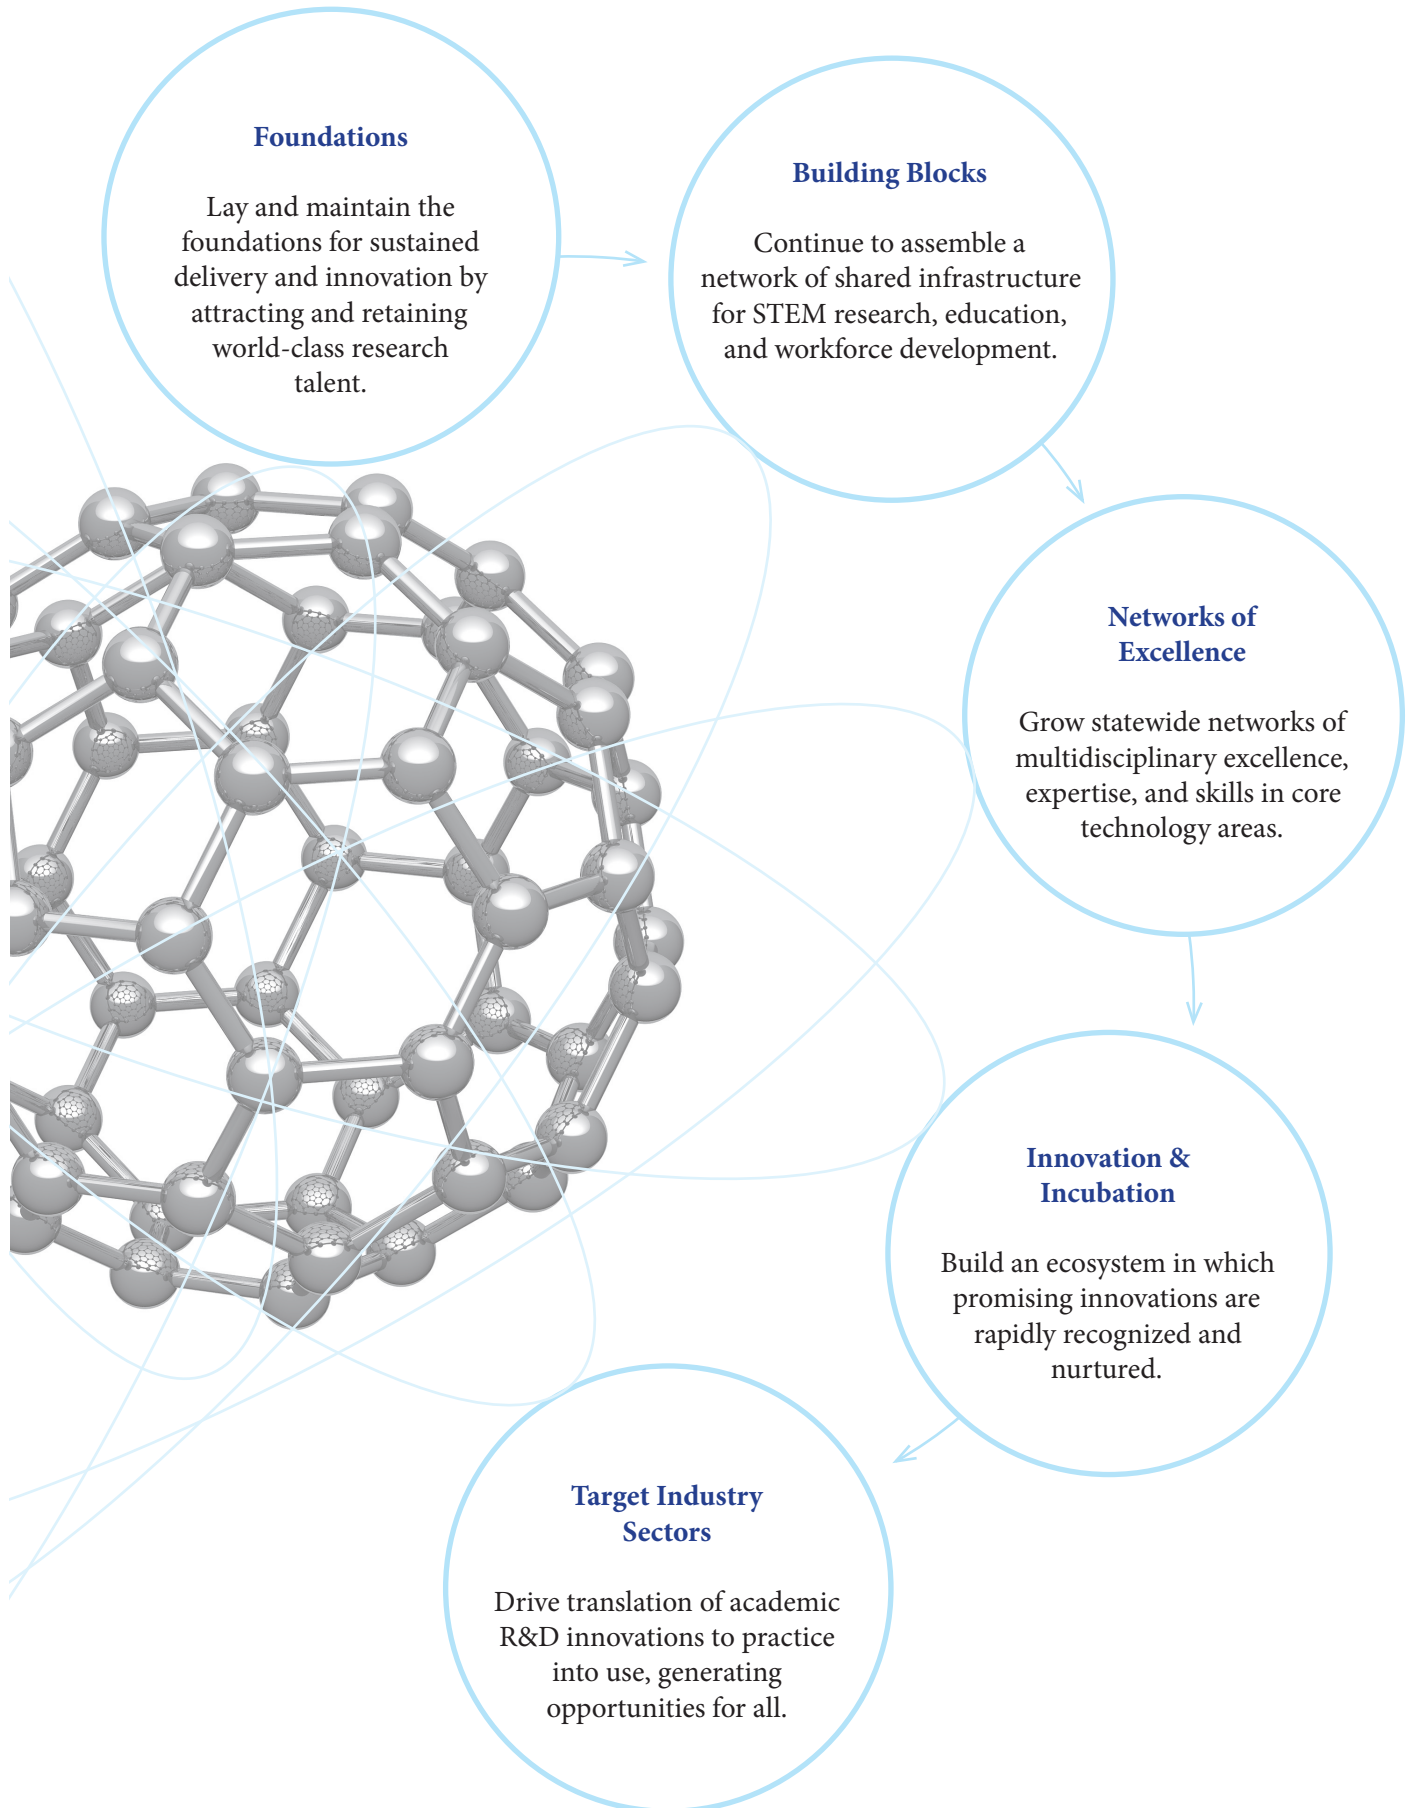 Foundations
Lay and maintain the
foundations for sustained
delivery and innovation by
attracting and retaining
world-class research
talent.
Building Blocks
Continue to assemble a
network of shared infrastructure
for STEM research, education,
and workforce development.
Networks of
Excellence
Grow statewide networks of
multidisciplinary excellence,
expertise, and skills in core
technology areas.
Innovation &
Incubation
Build an ecosystem in which
promising innovations are
rapidly recognized and
nurtured.
Target Industry
Sectors
Drive translation of academic
R&D innovations to practice
into use, generating
opportunities for all.